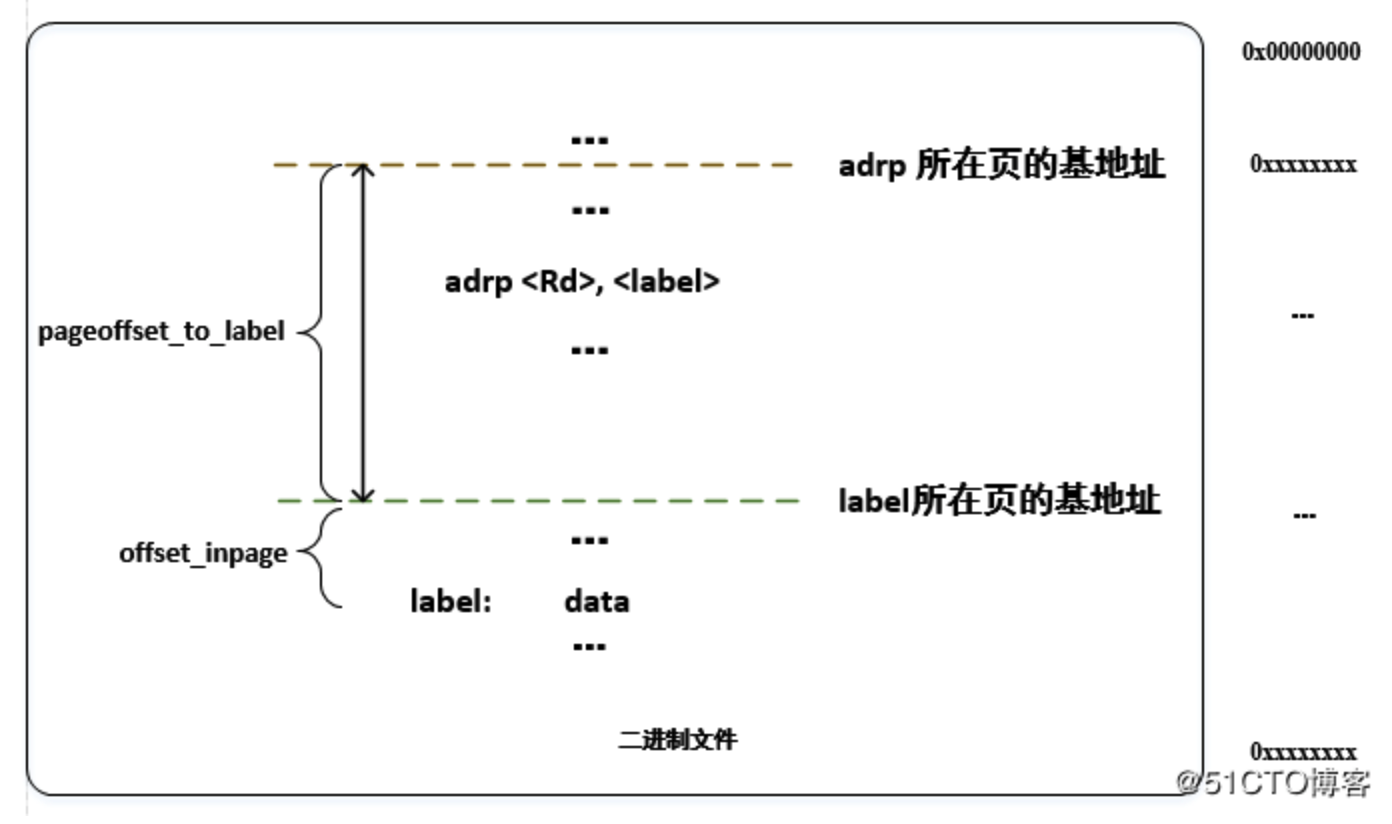 0x00000000
...
adrp 所在页的基地址
0xxxxxxxx
...
adrp <Rd>, <label>
...
pageoffset_to_label
...
label所在页的基地址
...
...
offset_inpage
label: data
...
二进制文件
0xxxxxxxx
@51CTO博客